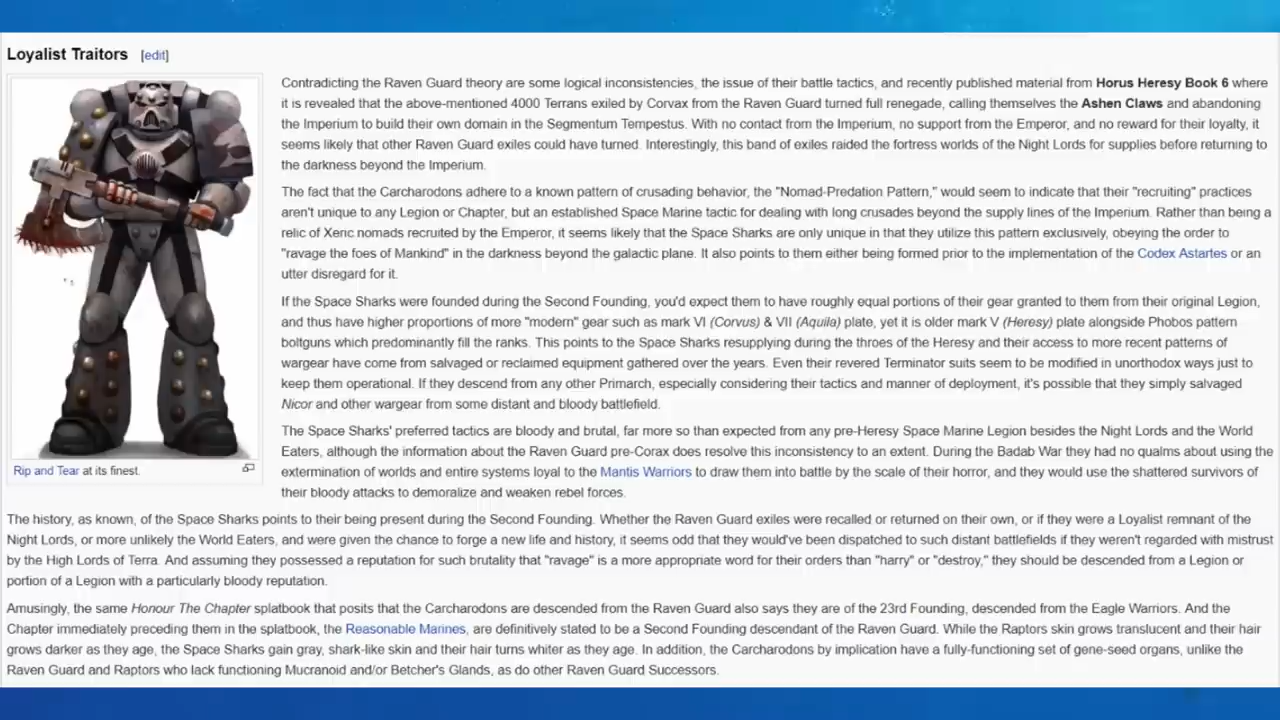 Loyalist Traitors [edit]
Contradicting the Raven Guard theory are some logical inconsistencies, the issue of their battle tactics, and recently published material from Horus Heresy Book 6 where
it is revealed that the above-mentioned 4000 Terrans exiled by Corvax from the Raven Guard turned full renegade, calling themselves the Ashen Claws and abandoning
the Imperium to build their own domain in the Segmentum Tempestus. With no contact from the Imperium, no support from the Emperor, and no reward for their loyalty, it
seems likely that other Raven Guard exiles could have turned. Interestingly, this band of exiles raided the fortress worlds of the Night Lords for supplies before returning to
the darkness beyond the Imperium.
The fact that the Carcharodons adhere to a known pattern of crusading behavior, the "Nomad-Predation Pattern," would seem to indicate that their "recruiting" practices
aren't unique to any Legion or Chapter, but an established Space Marine tactic for dealing with long crusades beyond the supply lines of the Imperium. Rather than being a
relic of Xeric nomads recruited by the Emperor, it seems likely that the Space Sharks are only unique in that they utilize this pattern exclusively, obeying the order to
"ravage the foes of Mankind" in the darkness beyond the galactic plane. It also points to them either being formed prior to the implementation of the Codex Astartes or an
utter disregard for it.
If the Space Sharks were founded during the Second Founding, you'd expect them to have roughly equal portions of their gear granted to them from their original Legion,
and thus have higher proportions of more "modern" gear such as mark VI (Corvus) & VII (Aquila) plate, yet it is older mark V (Heresy) plate alongside Phobos pattern
boltguns which predominantly fill the ranks. This points to the Space Sharks resupplying during the throes of the Heresy and their access to more recent patterns of
wargear have come from salvaged or reclaimed equipment gathered over the years. Even their revered Terminator suits seem to be modified in unorthodox ways just to
keep them operational. If they descend from any other Primarch, especially considering their tactics and manner of deployment, it's possible that they simply salvaged
Nicor and other wargear from some distant and bloody battlefield.
The Space Sharks' preferred tactics are bloody and brutal, far more so than expected from any pre-Heresy Space Marine Legion besides the Night Lords and the World
Eaters, although the information about the Raven Guard pre-Corax does resolve this inconsistency to an extent. During the Badab War they had no qualms about using the
extermination of worlds and entire systems loyal to the Mantis Warriors to draw them into battle by the scale of their horror, and they would use the shattered survivors of
their bloody attacks to demoralize and weaken rebel forces.
Rip and Tear at its finest.
The history, as known, of the Space Sharks points to their being present during the Second Founding. Whether the Raven Guard exiles were recalled or returned on their own, or if they were a Loyalist remnant of the
Night Lords, or more unlikely the World Eaters, and were given the chance to forge a new life and history, it seems odd that they would've been dispatched to such distant battlefields if they weren't regarded with mistrust
by the High Lords of Terra. And assuming they possessed a reputation for such brutality that "ravage" is a more appropriate word for their orders than "harry" or "destroy," they should be descended from a Legion or
portion of a Legion with a particularly bloody reputation.
Amusingly, the same Honour The Chapter splatbook that posits that the Carcharodons are descended from the Raven Guard also says they are of the 23rd Founding, descended from the Eagle Warriors. And the
Chapter immediately preceding them in the splatbook, the Reasonable Marines, are definitively stated to be a Second Founding descendant of the Raven Guard. While the Raptors skin grows translucent and their hair
grows darker as they age, the Space Sharks gain gray, shark-like skin and their hair turns whiter as they age. In addition, the Carcharodons by implication have a fully-functioning set of gene-seed organs, unlike the
Raven Guard and Raptors who lack functioning Mucranoid and/or Betcher's Glands, as do other Raven Guard Successors.